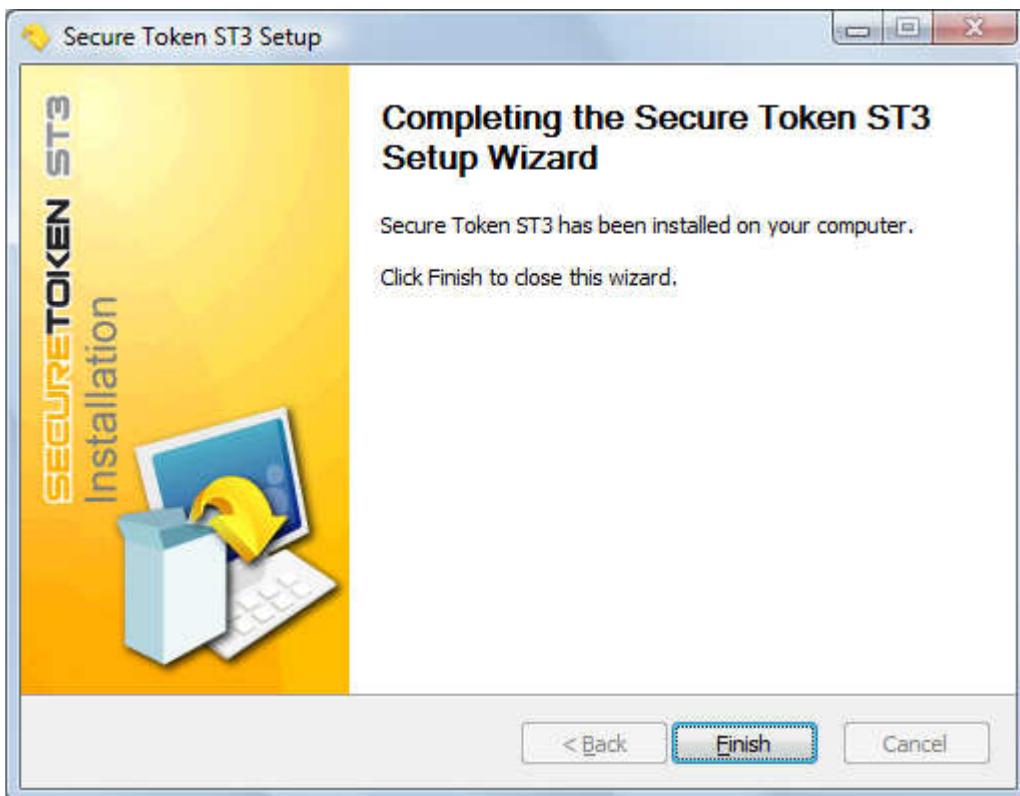 Secure Token ST3 Setup
SECURETOKEN ST3
Installation
Completing the Secure Token ST3
Setup Wizard
Secure Token ST3 has been installed on your computer.
Click Finish to close this wizard.
< Back
Finish
Cancel